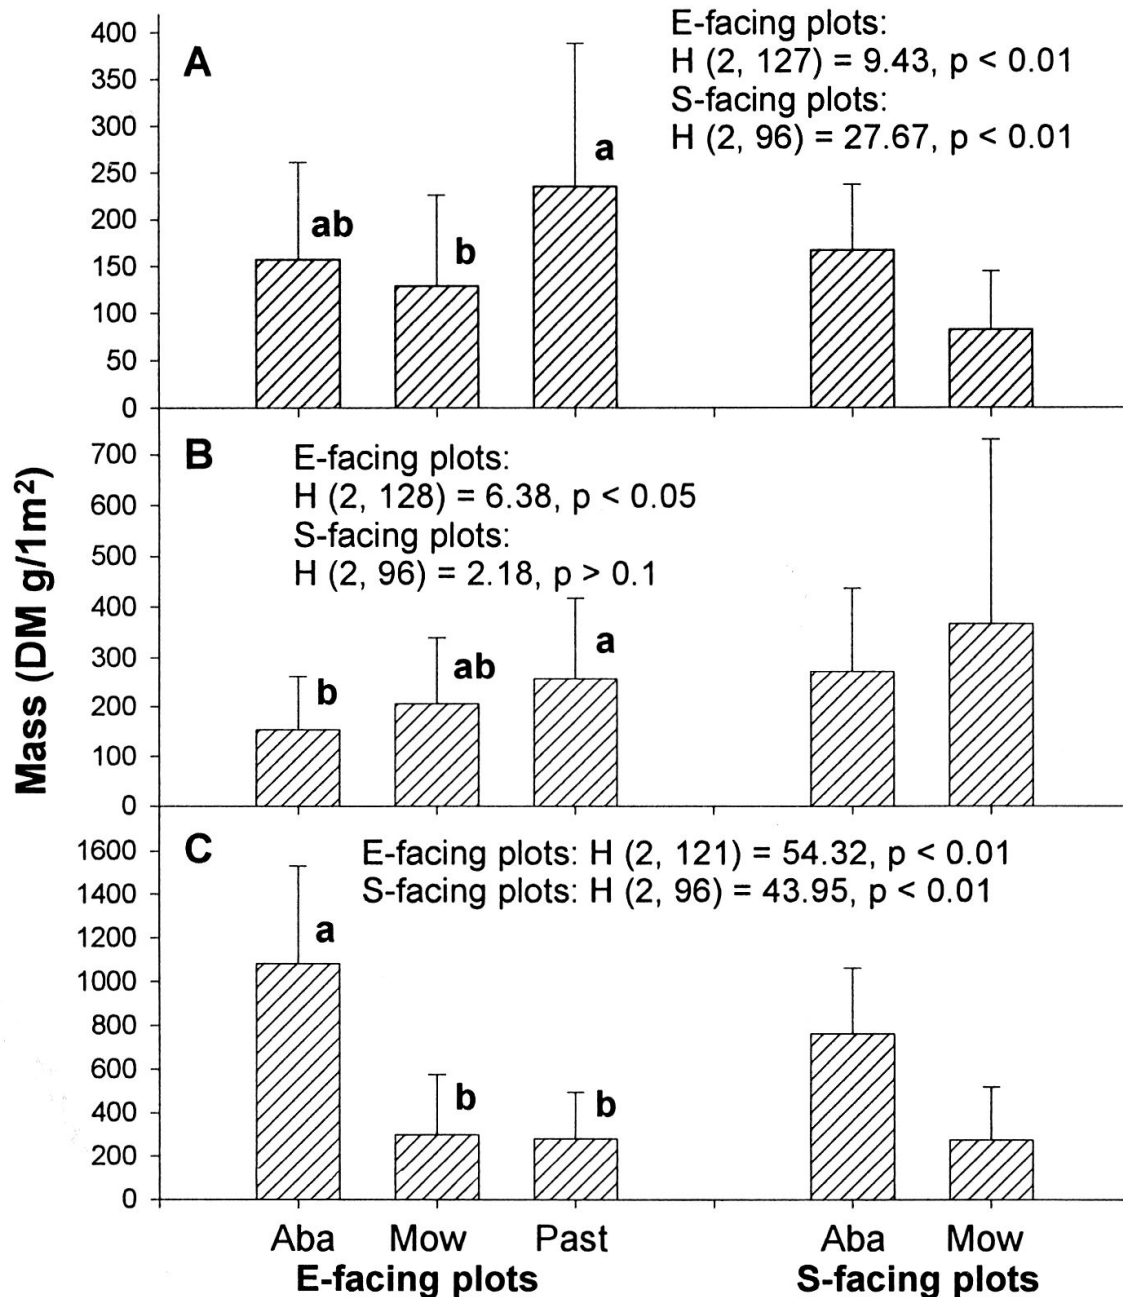 Mass (DM g/1m²)
A
E-facing plots:
H (2, 127) = 9.43, p < 0.01
S-facing plots:
H (2, 96) = 27.67, p < 0.01
400
350
300
250
200
150
100
50
0
ab
b
a
B
E-facing plots:
H (2, 128) = 6.38, p < 0.05
S-facing plots:
H (2, 96) = 2.18, p > 0.1
700
600
500
400
300
200
100
0
b
ab
a
C
E-facing plots: H (2, 121) = 54.32, p < 0.01
S-facing plots: H (2, 96) = 43.95, p < 0.01
1600
1400
1200
1000
800
600
400
200
0
a
b
b
Aba Mow Past Aba Mow
E-facing plots S-facing plots